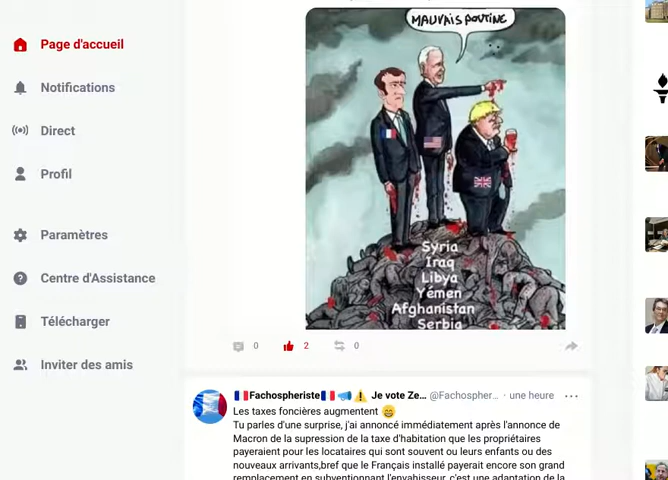 MAUVAIS POUTINE
Page d'accueil
Notifications
Direct
Profil
Paramètres
Centre d'Assistance
Télécharger
Inviter des amis
Syria
Iraq
Libya
Yémen
Afghanistan
Serbia
0 2 0
🇫🇷Fachospheriste🇫🇷📣⚠️ Je vote Ze... @Fachospher... · une heure
Les taxes foncières augmentent 😁
Tu parles d'une surprise, j'ai annoncé immédiatement après l'annonce de
Macron de la supression de la taxe d'habitation que les propriétaires
payeraient pour les locataires qui sont souvent ou leurs enfants ou des
nouveaux arrivants,bref que le Français installé payerait encore son grand
remplacement en subventionnant l'envahisseur, c'est une adaptation de la